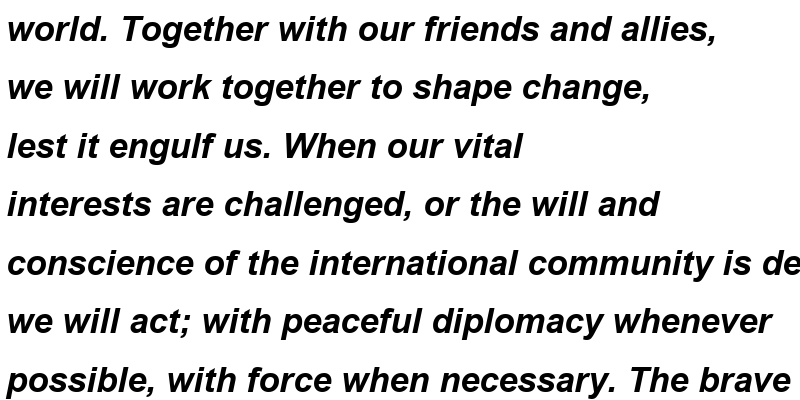 world. Together with our friends and allies,
we will work together to shape change,
lest it engulf us. When our vital
interests are challenged, or the will and
conscience of the international community is
we will act; with peaceful diplomacy whenever
possible, with force when necessary. The brave